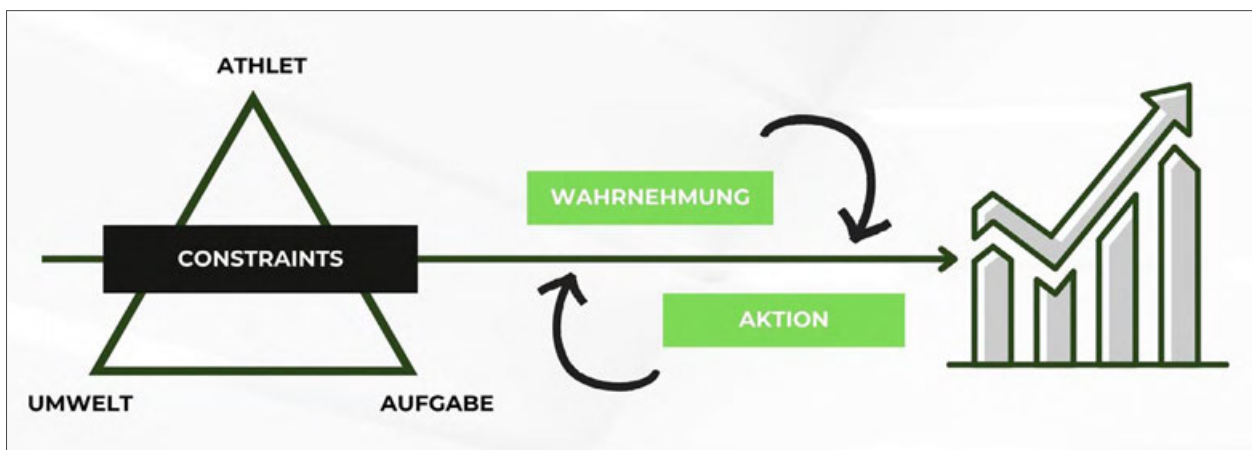 ATHLET
WAHRNEHMUNG
CONSTRAINTS
AKTION
UMWELT
AUFGABE